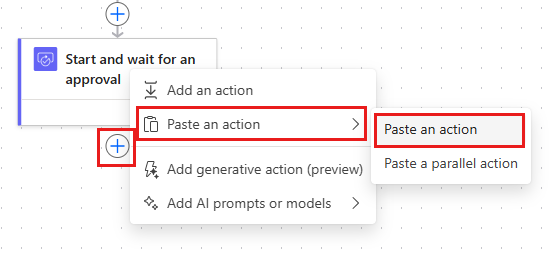 Start and wait for an
approval
Add an action
Paste an action
Paste an action
Paste a parallel action
Add generative action (preview)
Add AI prompts or models